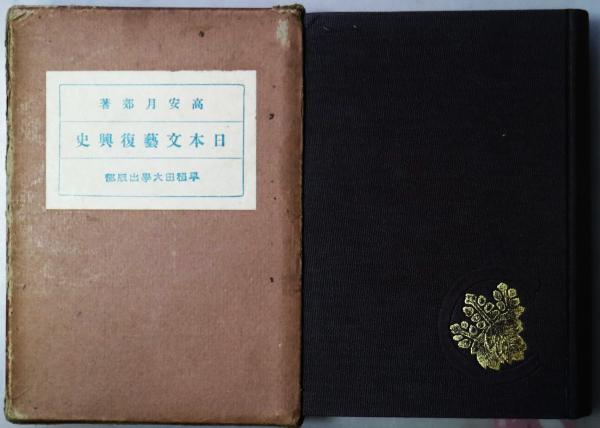 高安月郊著
日本文藝復興史
早稲田大學出版部